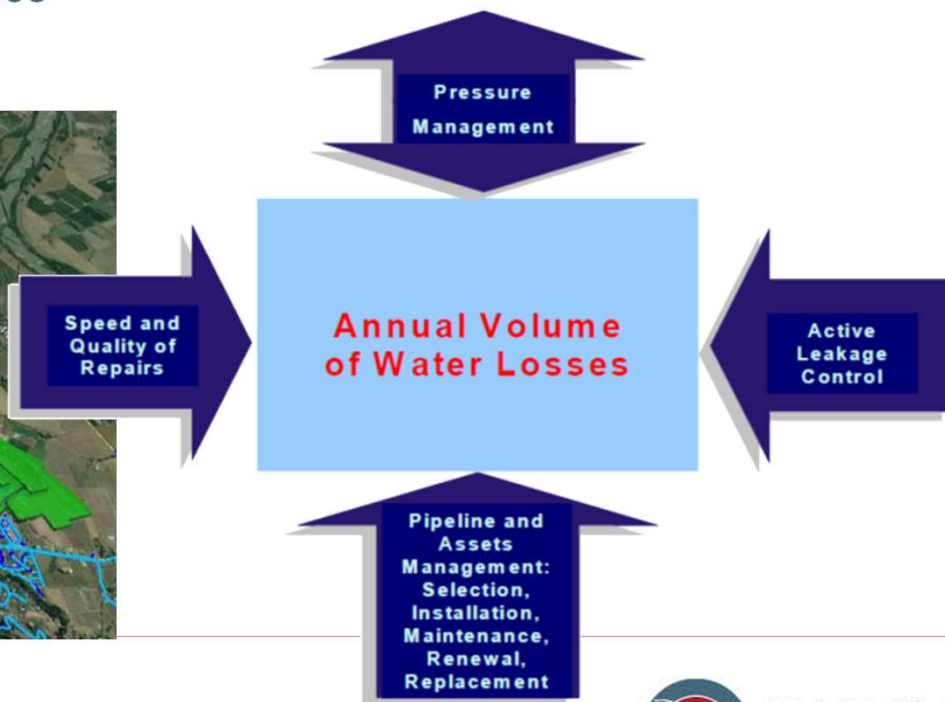 Pressure
Management
Annual Volume
of Water Losses
Speed and
Quality of
Repairs
Active
Leakage
Control
Pipeline and
Assets
Management:
Selection,
Installation,
Maintenance,
Renewal,
Replacement